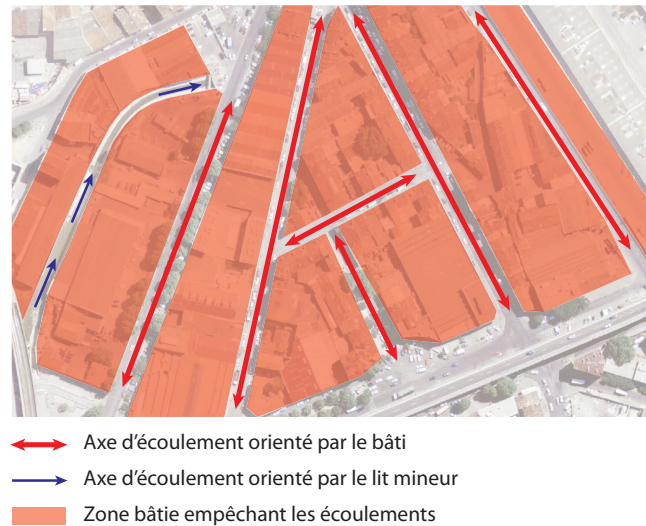 Axe d'écoulement orienté par le bâti
Axe d'écoulement orienté par le lit mineur
Zone bâtie empêchant les écoulements